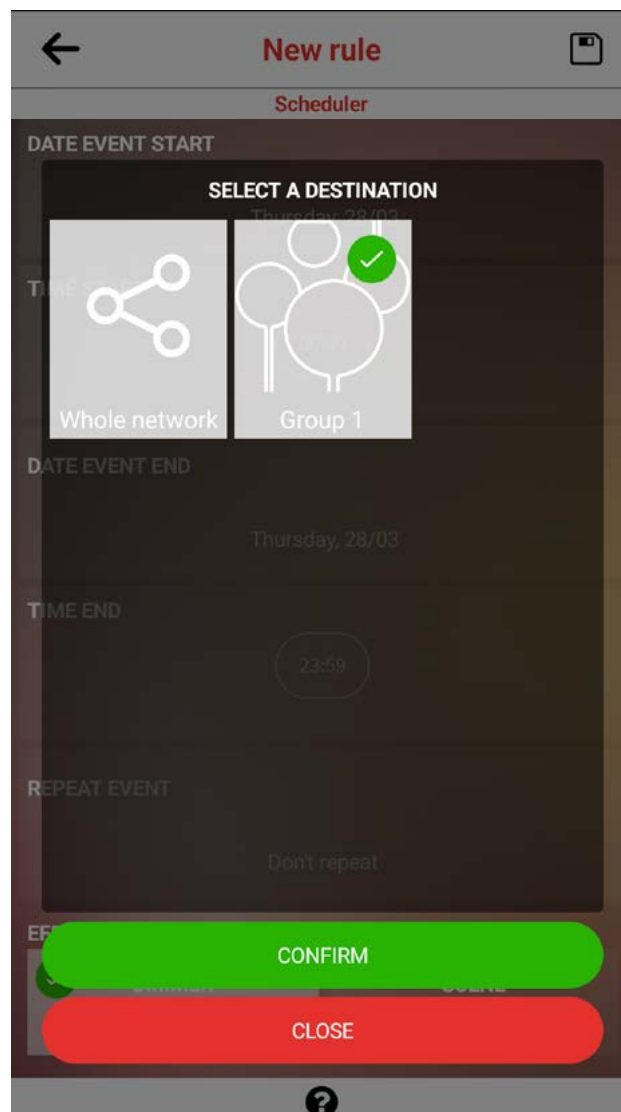 New rule
Scheduler
DATE EVENT START
SELECT A DESTINATION
Thursday, 28/03
Whole network
Group 1
DATE EVENT END
Thursday, 28/03
TIME END
23:59
REPEAT EVENT
Don't repeat
CONFIRM
CLOSE